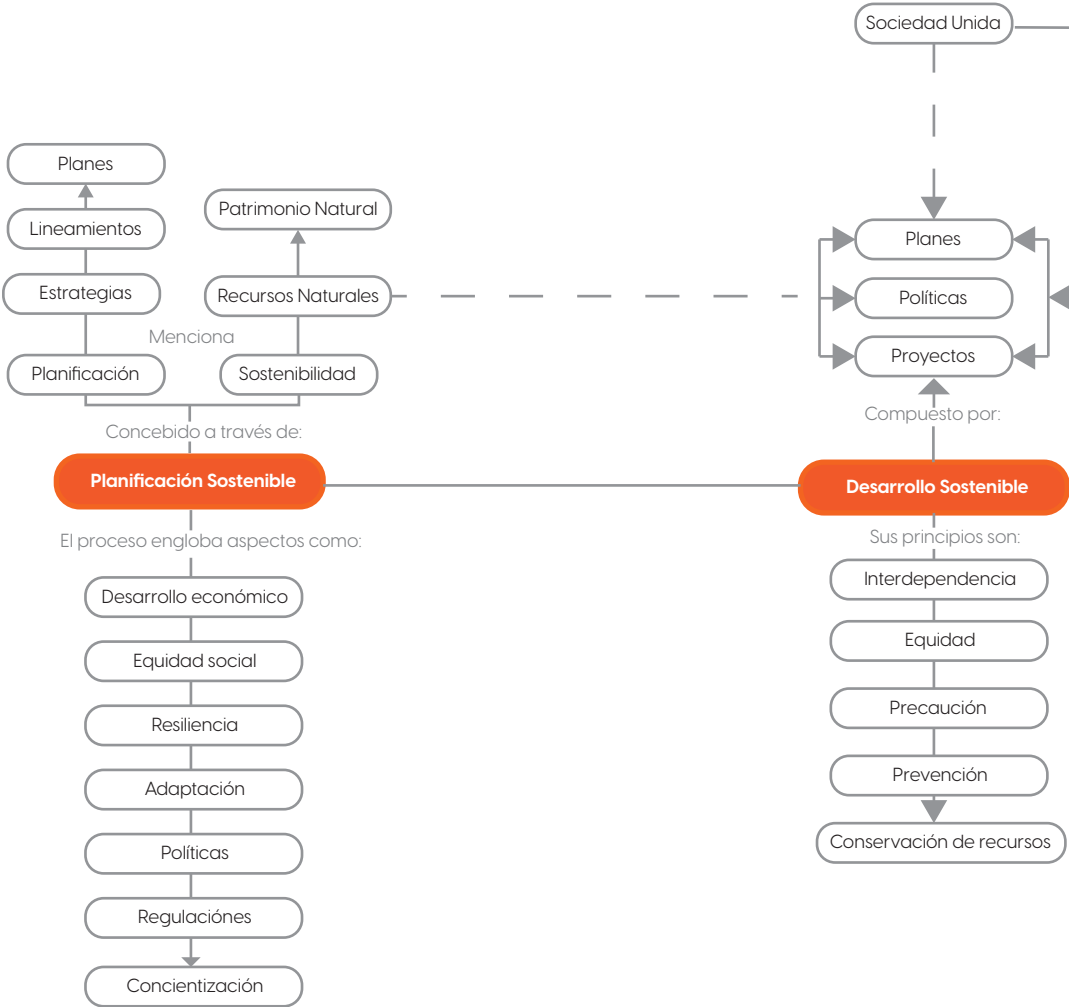 Sociedad Unida
Planes
Lineamientos
Estrategias
Menciona
Planificación
Patrimonio Natural
Recursos Naturales
Sostenibilidad
Concebido a través de:
Planificación Sostenible
El proceso engloba aspectos como:
Desarrollo económico
Equidad social
Resiliencia
Adaptación
Políticas
Regulaciónes
Concientización
Planes
Políticas
Proyectos
Compuesto por:
Desarrollo Sostenible
Sus principios son:
Interdependencia
Equidad
Precaución
Prevención
Conservación de recursos